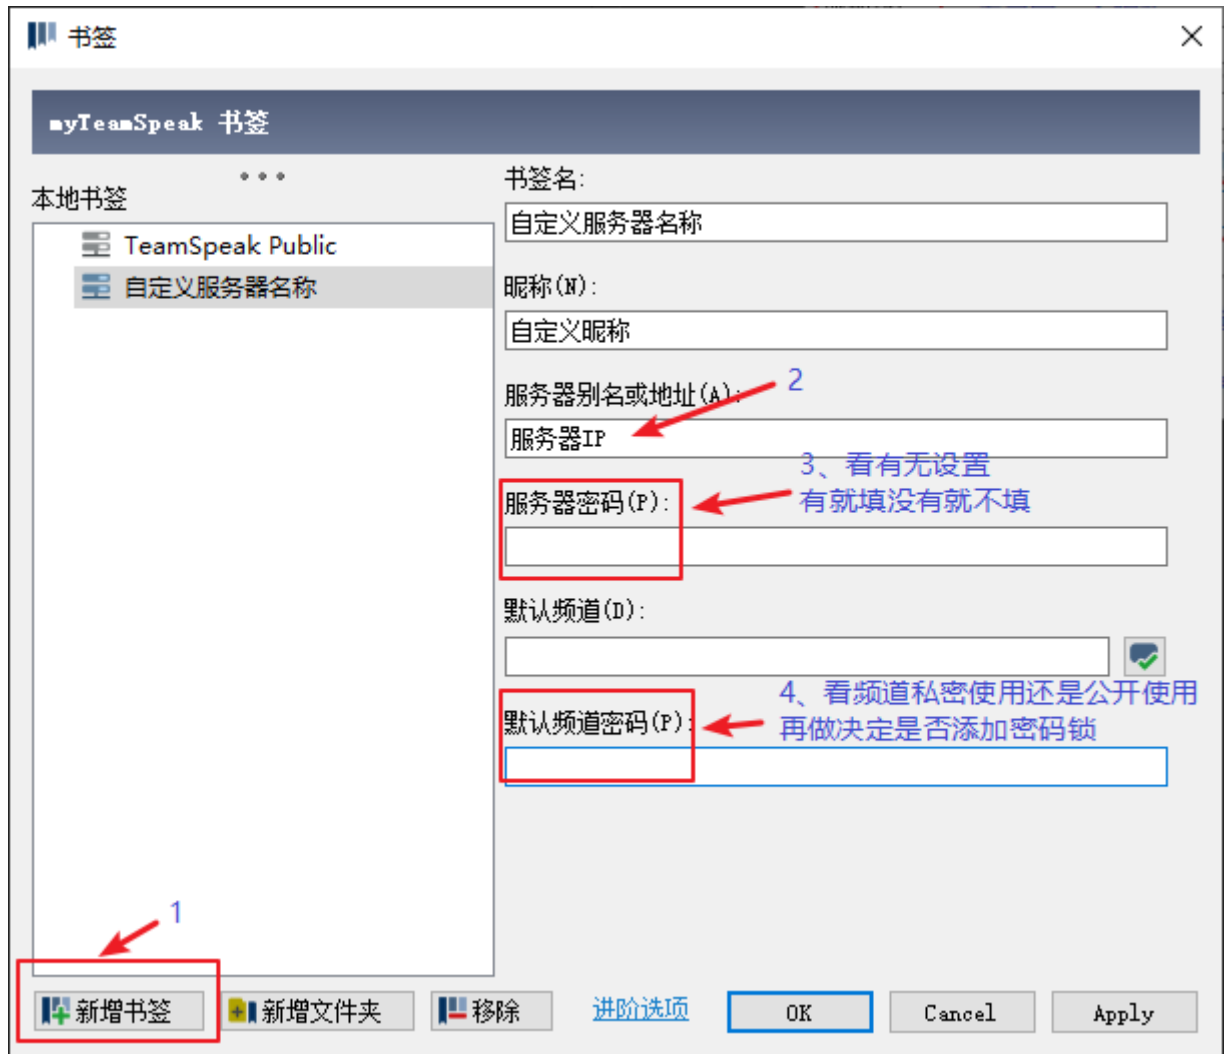 书签
myTeamSpeak 书签
本地书签
TeamSpeak Public
自定义服务器名称
书签名:
自定义服务器名称
昵称(N):
自定义昵称
服务器别名或地址(A):
2
服务器IP
3、看有无设置
有就填没有就不填
服务器密码(P):
默认频道(D):
4、看频道私密使用还是公开使用
再做决定是否添加密码锁
默认频道密码(P):
1
新增书签
新增文件夹
移除
进阶选项
OK
Cancel
Apply